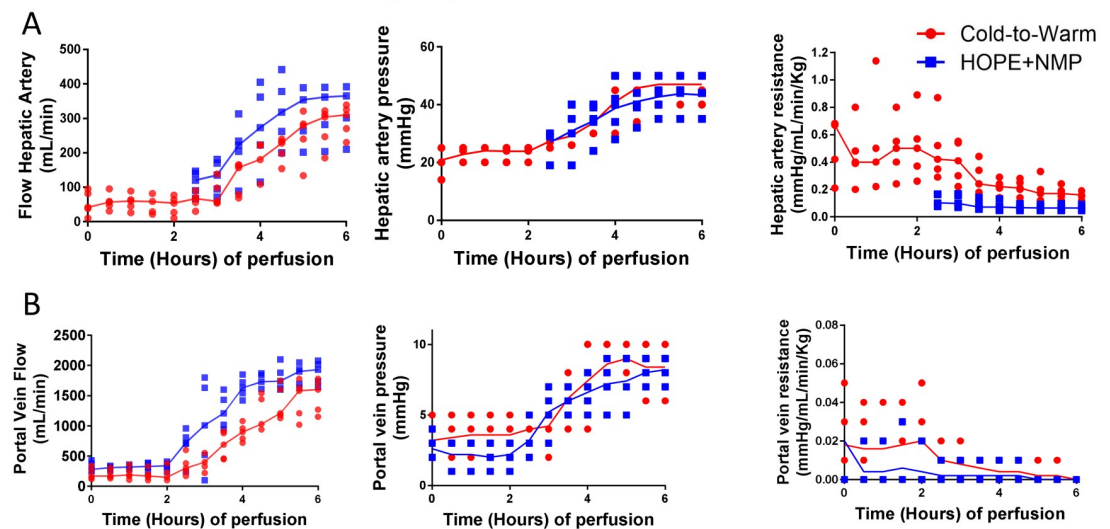 A
Flow Hepatic Artery
(mL/min)
500
400
300
200
100
0
0 2 4 6
Time (Hours) of perfusion
Hepatic artery pressure
(mmHg)
60
40
20
0
0 2 4 6
Time (Hours) of perfusion
Cold-to-Warm
HOPE+NMP
Hepatic artery resistance
(mmHg/mL/min/Kg)
1.2
1.0
0.8
0.6
0.4
0.2
0.0
0 2 4 6
Time (Hours) of perfusion
B
Portal Vein Flow
(mL/min)
2500
2000
1500
1000
500
0
0 2 4 6
Time (Hours) of perfusion
Portal vein pressure
(mmHg)
10
5
0
0 2 4 6
Time (Hours) of perfusion
Portal vein resistance
(mmHg/mL/min/Kg)
0.08
0.06
0.04
0.02
0.00
0 2 4 6
Time (Hours) of perfusion